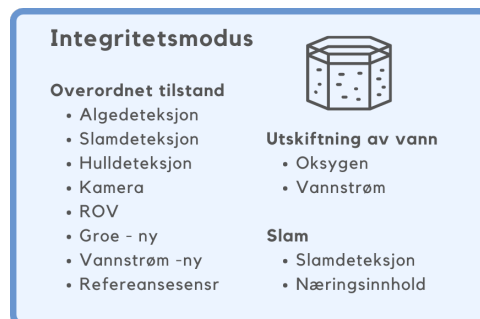 Integritetsmodus
Overordnet tilstand
• Algedeteksjon
• Slamdeteksjon
• Hulldeteksjon
• Kamera
• ROV
• Groe - ny
• Vannstrøm -ny
• Refereansesensr
Utskiftning av vann
• Oksygen
• Vannstrøm
Slam
• Slamdeteksjon
• Næringsinnhold